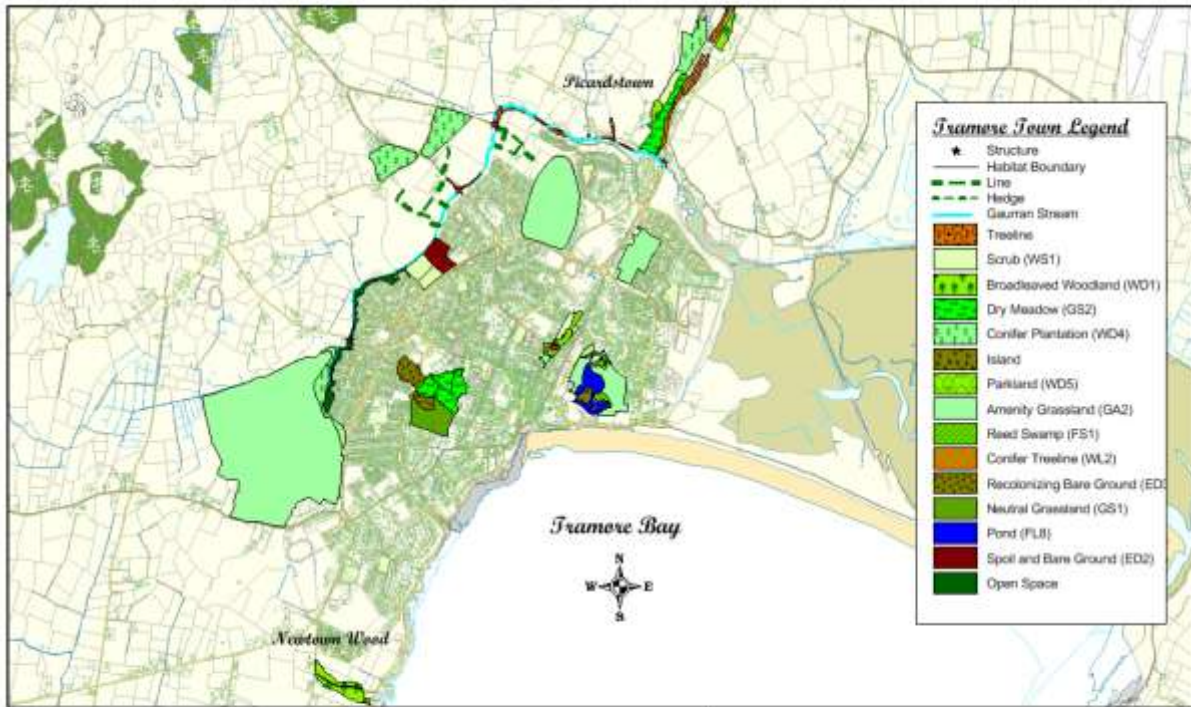 Picardstown
Tramore Town Legend
Structure
Habitat Boundary
Line
Hedge
Gaurran Stream
Treeline
Scrub (WS1)
Broadleaved Woodland (WD1)
Dry Meadow (GS2)
Conifer Plantation (WD4)
Island
Parkland (WD5)
Amenity Grassland (GA2)
Reed Swamp (FS1)
Conifer Treeline (WL2)
Recolonizing Bare Ground (ED3
Neutral Grassland (GS1)
Pond (FL8)
Spoil and Bare Ground (ED2)
Open Space
Tramore Bay
N
W E
S
Newtown Wood